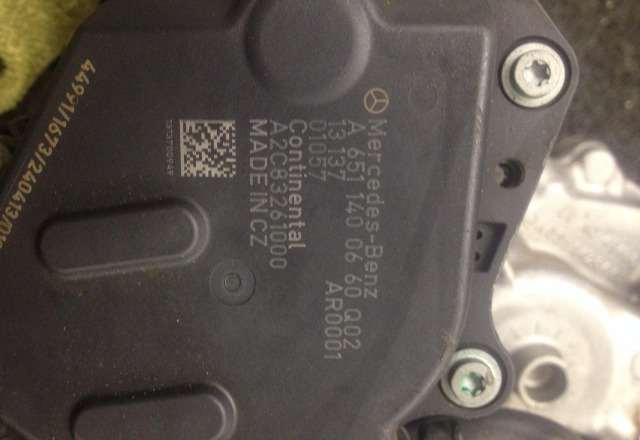 Mercedes-Benz
A 651 140 06 60 Q02
13 137 AR0001
01057
Continental
A2C83261000
MADE IN CZ